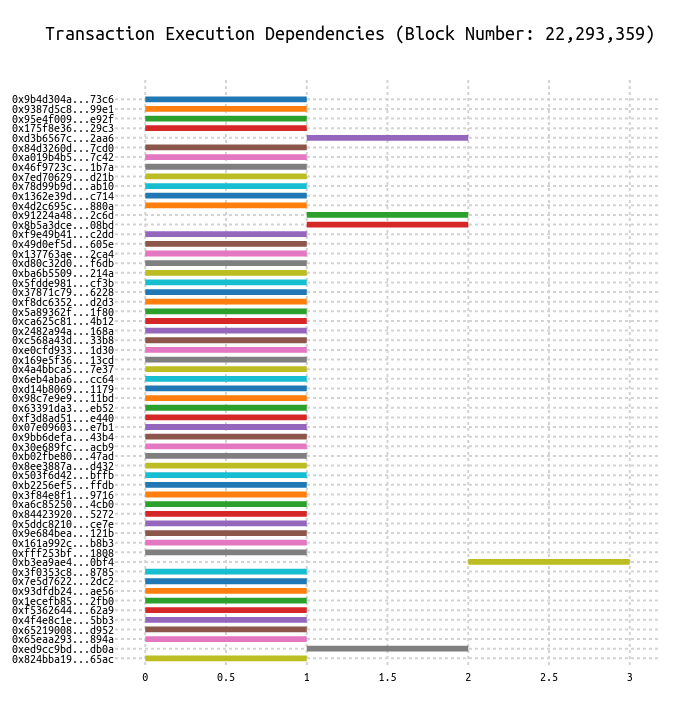 Transaction Execution Dependencies (Block Number: 22,293,359)
0x9b4d304a...73c6
0x9387d5c8...99e1
0x95e4f009...e92f
0x175f8e36...29c3
0xd3b6567c...2aa6
0x84d3260d...7cd0
0xa019b4b5...7c42
0x46f9723c...1b7a
0x7ed70629...d21b
0x78d99b9d...ab10
0x1362e39d...c714
0x4d2c695c...880a
0x91224a48...2c6d
0x8b5a3dce...08bd
0xf9e49b41...c2dd
0x49d0ef5d...605e
0x137763ae...2ca4
0xd80c32d0...f6db
0xba6b5509...214a
0x5fdde981...cf3b
0x37871c79...6228
0xf8dc6352...d2d3
0x5a89362f...1f80
0xca625c81...4b12
0x2482a94a...168a
0xc568a43d...33b8
0xe0cfd933...1d30
0x169e5f36...13cd
0x4a4bbca5...7e37
0x6eb4aba6...cc64
0xd14b8069...1179
0x98c7e9e9...11bd
0x63391da3...eb52
0xf3d8ad51...e440
0x07e09603...e7b1
0x9bb6defa...43b4
0x30e689fc...acb9
0xb02fbe80...47ad
0x8ee3887a...d432
0x503f6d42...bffb
0xb2256ef5...ffdb
0x3f84e8f1...9716
0xa6c85250...4cb0
0x84423920...5272
0x5ddc8210...ce7e
0x9e684bea...121b
0x161a992c...b8b3
0xfff253bf...1808
0xb3ea9ae4...0bf4
0x3f0353c8...8785
0x7e5d7622...2dc2
0x93dfdb24...ae56
0x1ecefb85...2fb0
0xf5362644...62a9
0x4f4e8c1e...5bb3
0x65219008...d952
0x65eaa293...894a
0xed9cc9bd...db0a
0x824bba19...65ac
0 0.5 1 1.5 2 2.5 3